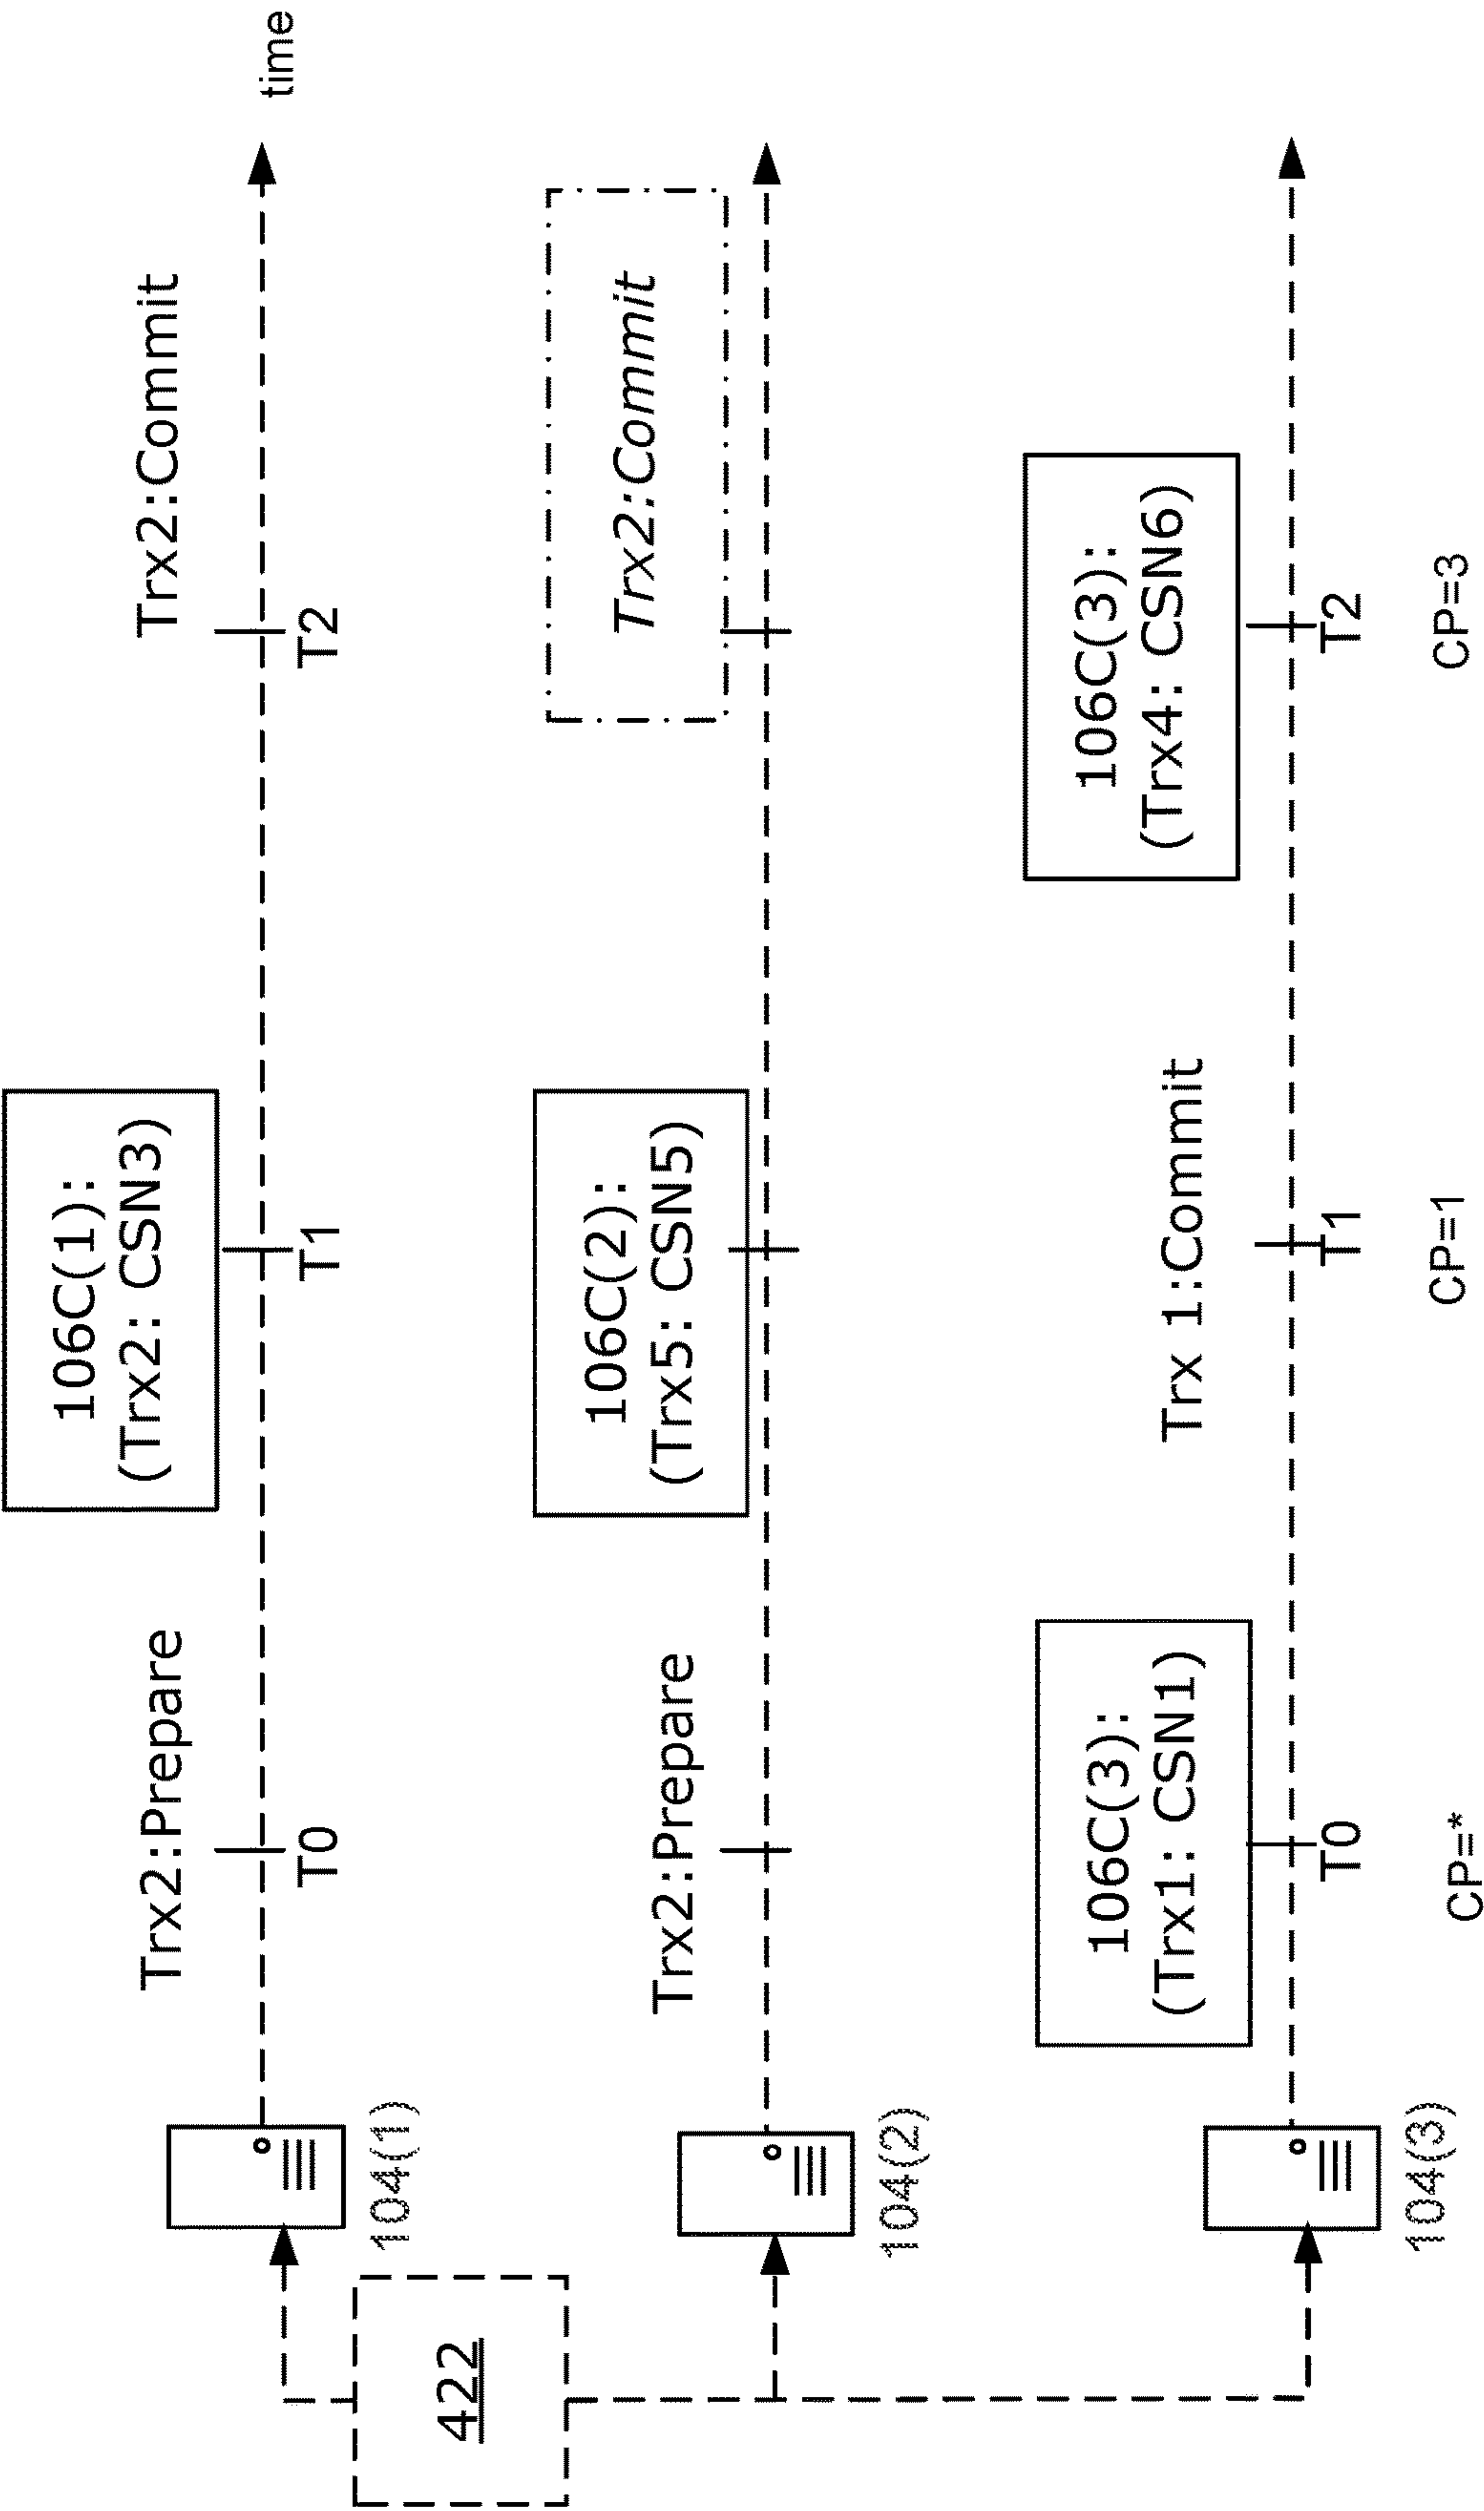 time
Trx2:Prepare
106C(1):
(Trx2: CSN3)
Trx2:Commit
T0
T1
T2
104(1)
422
Trx2:Prepare
106C(2):
(Trx5: CSN5)
Trx2:Commit
104(2)
106C(3):
(Trx1: CSN1)
Trx 1:Commit
106C(3):
(Trx4: CSN6)
T0
T1
T2
104(3)
CP=*
CP=1
CP=3